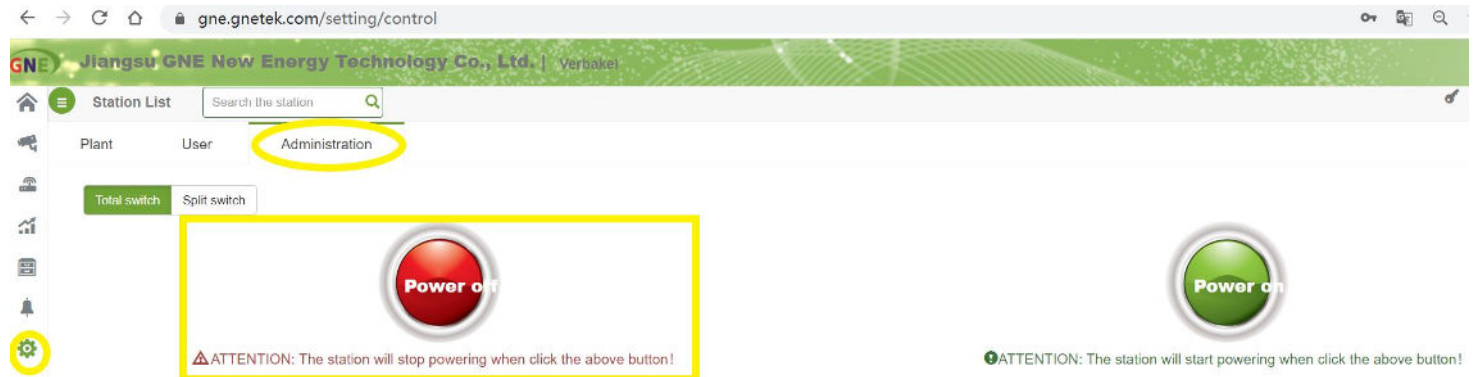 gne.gnetek.com/setting/control
GNE Jiangsu GNE New Energy Technology Co., Ltd. | Verbakel
Station List Search the station
Plant User Administration
Total switch Split switch
Power off Power on
ATTENTION: The station will stop powering when click the above button! ATTENTION: The station will start powering when click the above button!